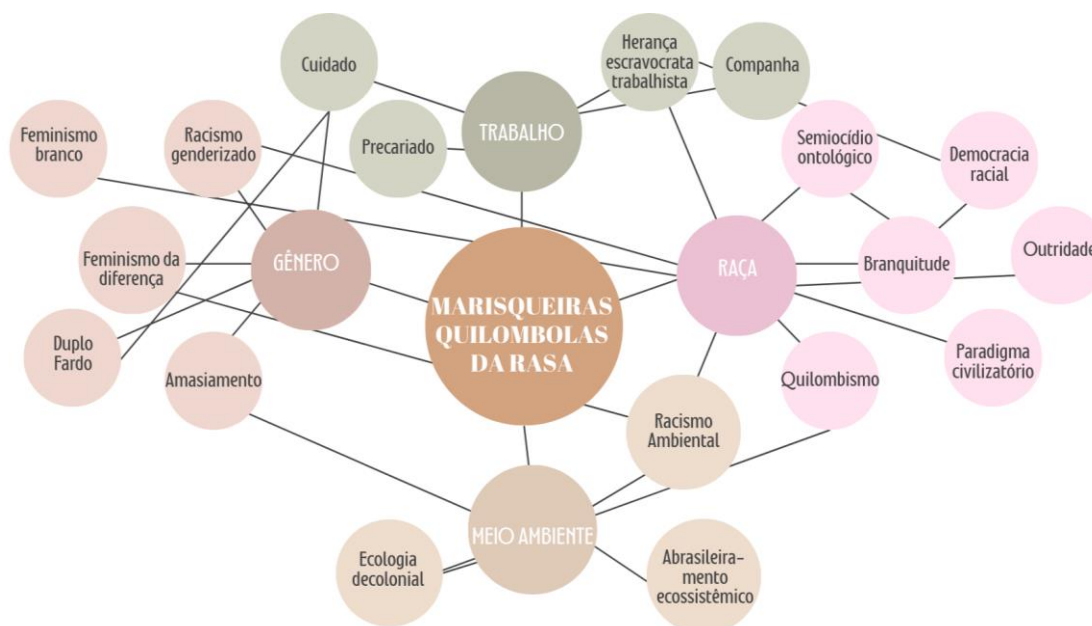 Cuidado
Herança
escravocrata
trabalhista
Companha
TRABALHO
Feminismo
branco
Racismo
genderizado
Precariado
Semiocídio
ontológico
Democracia
racial
Feminismo da
diferença
GÊNERO
MARISQUEIRAS
QUILOMBOLAS
DA RASA
RAÇA
Branquitude
Outridade
Duplo
Fardo
Amasiamento
Quilombismo
Paradigma
civilizatório
Racismo
Ambiental
MEIO AMBIENTE
Ecologia
decolonial
Abrasileira-
mento
ecossistêmico